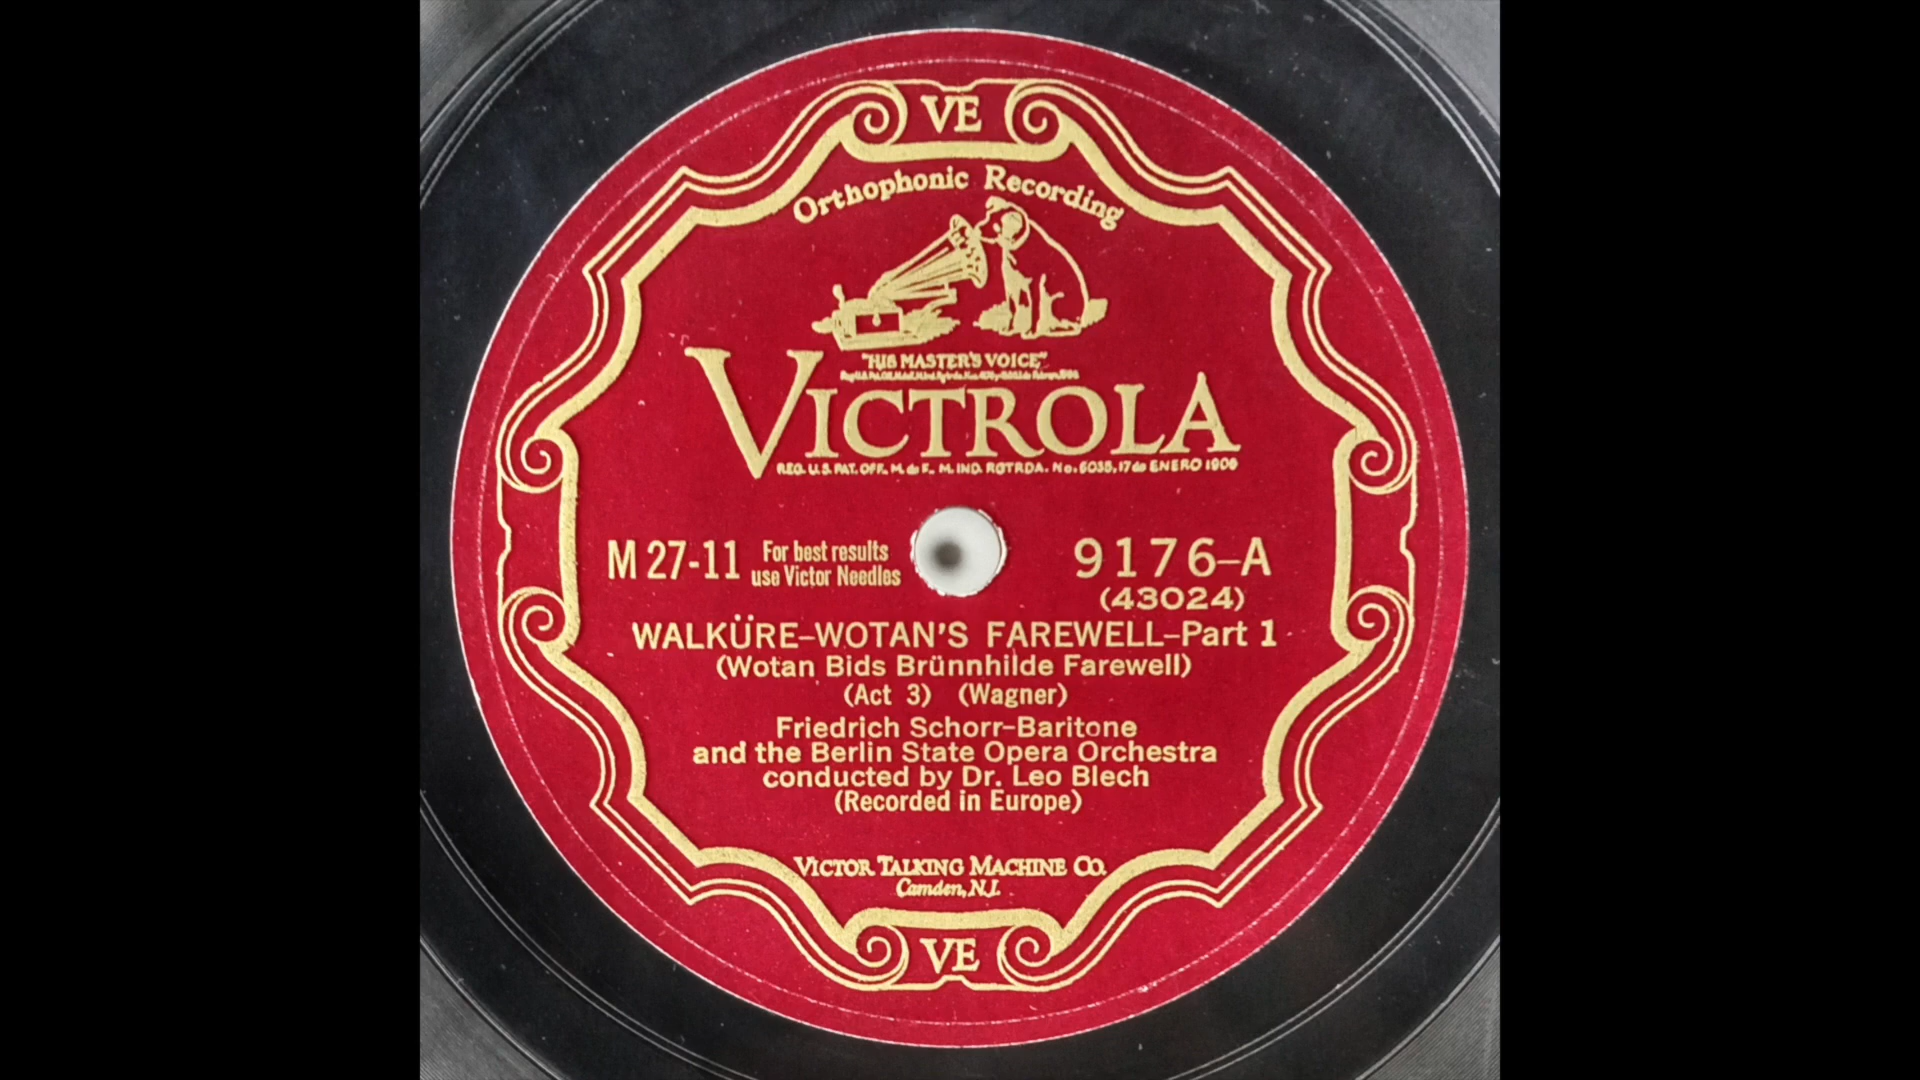 VE
Orthophonic Recording
"HIS MASTER'S VOICE"
VICTROLA
REG. U.S. PAT. OFF. M. de F. M. IND. RGTRDA. No. 6035, 17 de ENERO 1906
M 27-11
For best results
use Victor Needles
9176–A
(43024)
WALKÜRE–WOTAN'S FAREWELL–Part 1
(Wotan Bids Brünnhilde Farewell)
(Act 3) (Wagner)
Friedrich Schorr–Baritone
and the Berlin State Opera Orchestra
conducted by Dr. Leo Blech
(Recorded in Europe)
VICTOR TALKING MACHINE CO.
Camden, N.J.
VE